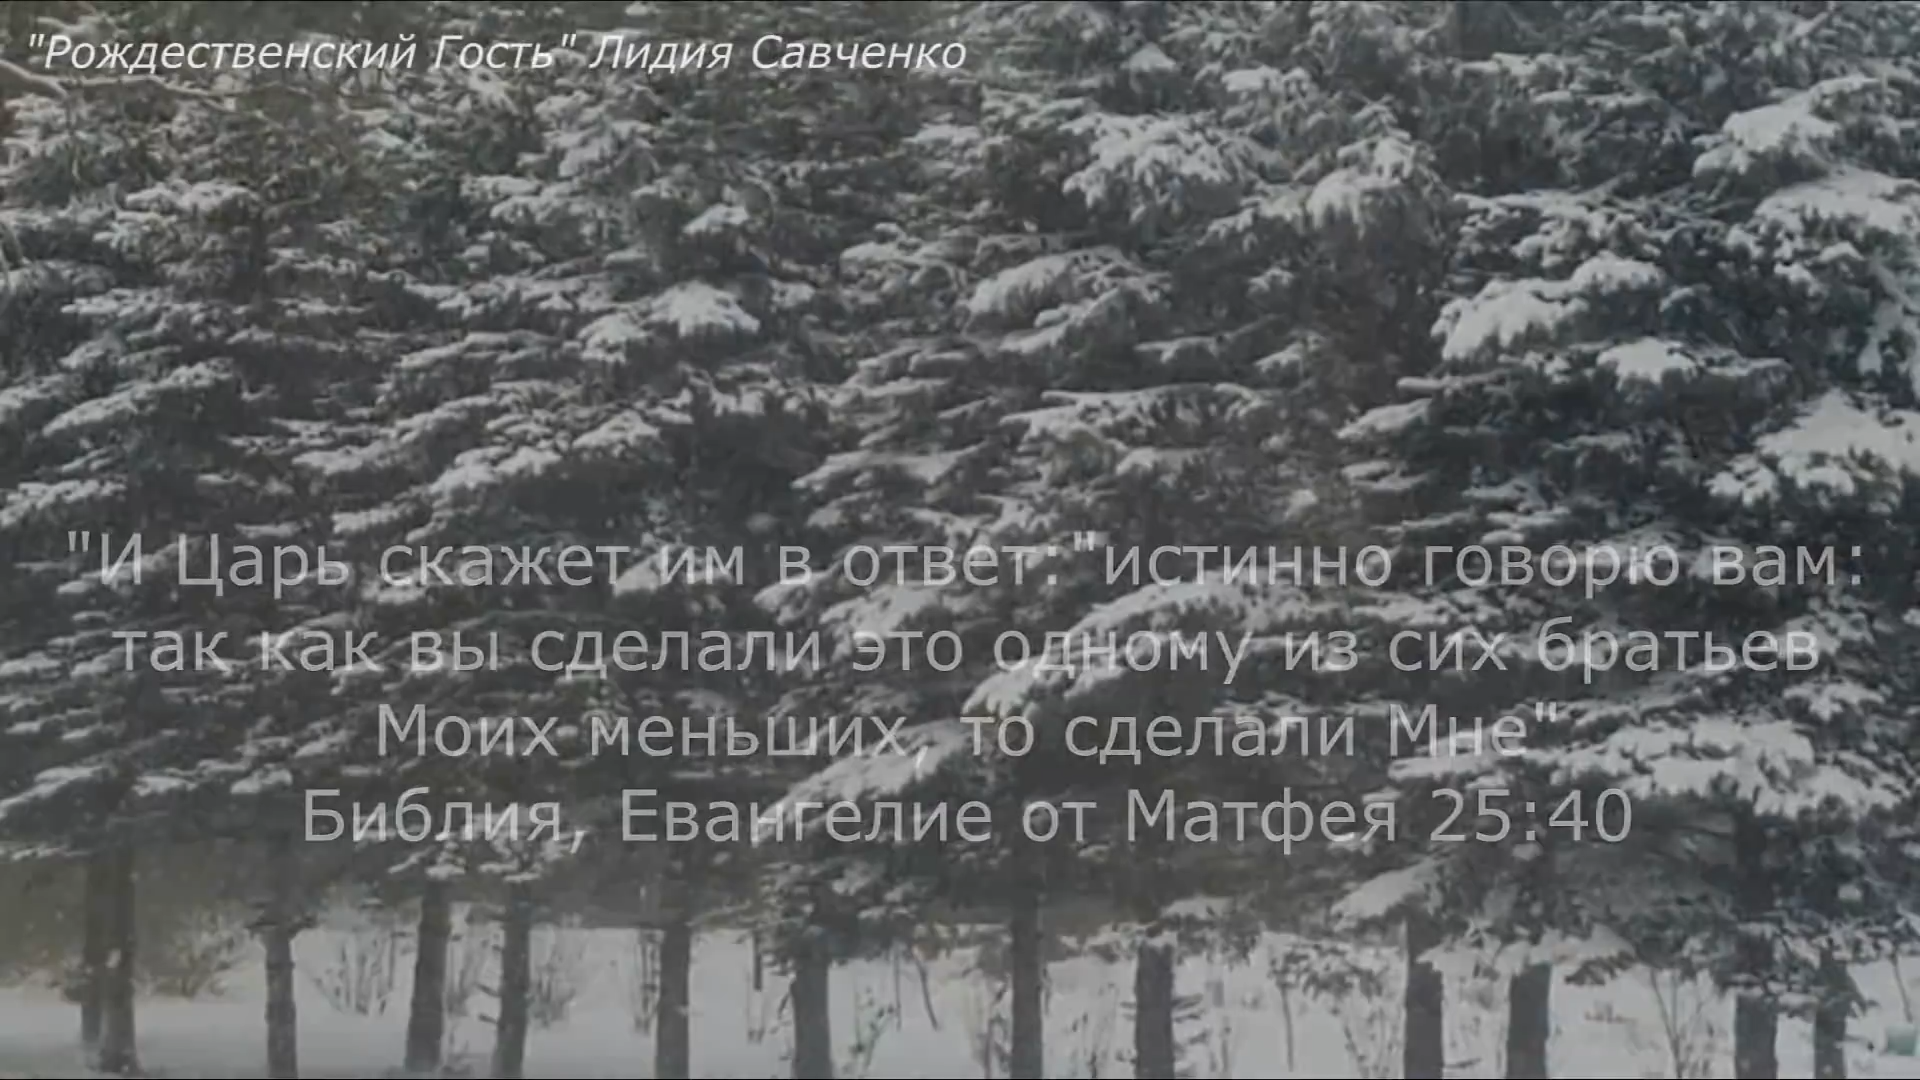 "Рождественский Гость" Лидия Савченко
"И Царь скажет им в ответ:"истинно говорю вам:
так как вы сделали это одному из сих братьев
Моих меньших, то сделали Мне"
Библия, Евангелие от Матфея 25:40